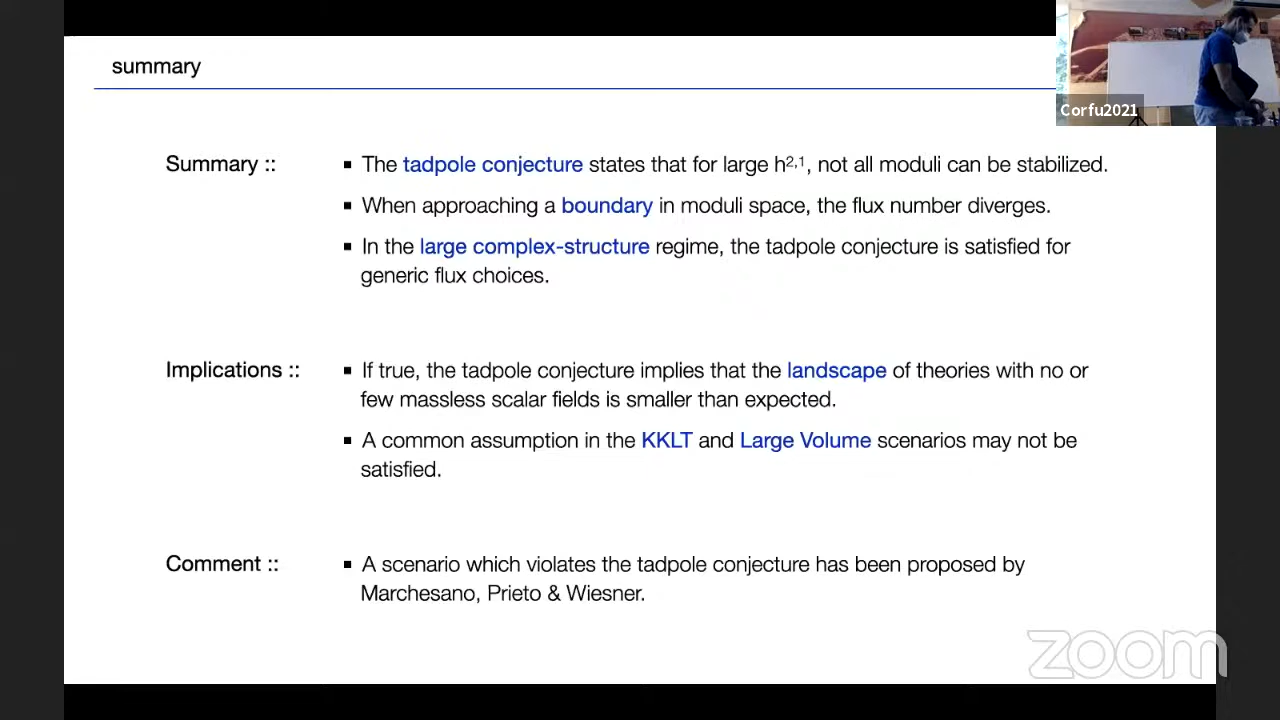 summary
Corfu2021
Summary ::
▪ The tadpole conjecture states that for large h²,¹, not all moduli can be stabilized.
▪ When approaching a boundary in moduli space, the flux number diverges.
▪ In the large complex-structure regime, the tadpole conjecture is satisfied for
generic flux choices.
Implications ::
▪ If true, the tadpole conjecture implies that the landscape of theories with no or
few massless scalar fields is smaller than expected.
▪ A common assumption in the KKLT and Large Volume scenarios may not be
satisfied.
Comment ::
▪ A scenario which violates the tadpole conjecture has been proposed by
Marchesano, Prieto & Wiesner.
zoom